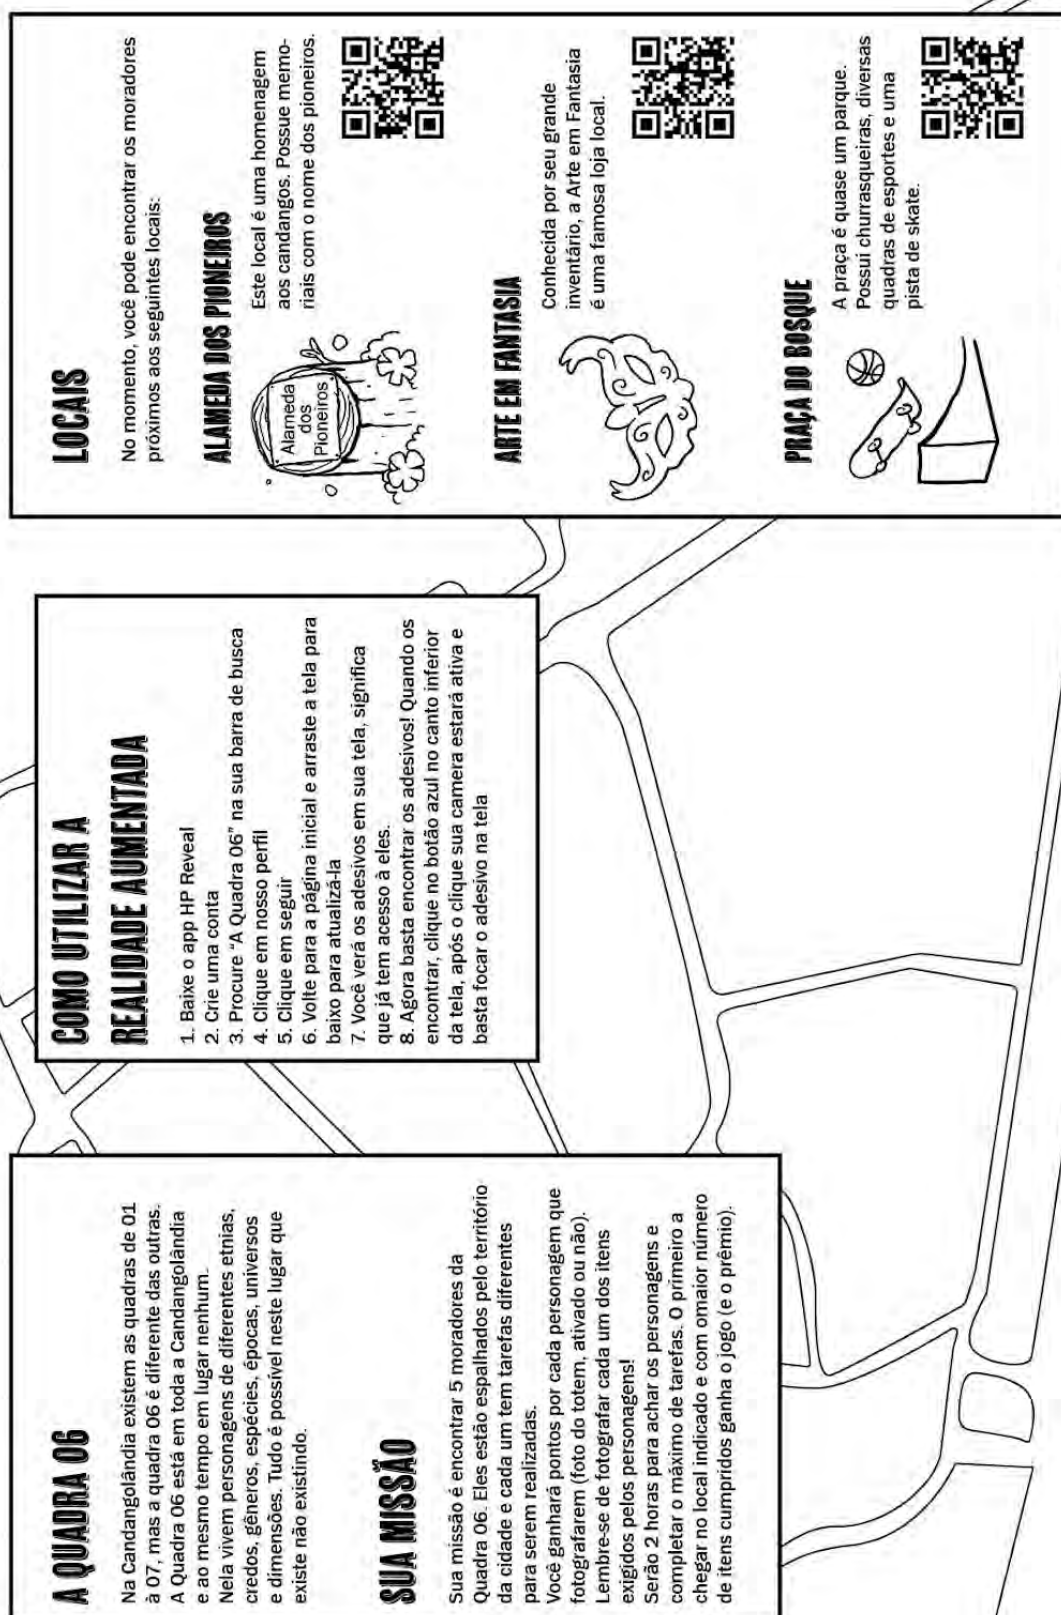 A QUADRA 06
Na Candangolândia existem as quadras de 01
à 07, mas a quadra 06 é diferente das outras.
A Quadra 06 está em toda a Candangolândia
e ao mesmo tempo em lugar nenhum.
Nela vivem personagens de diferentes etnias,
credos, gêneros, espécies, épocas, universos
e dimensões. Tudo é possível neste lugar que
existe não existindo.
SUA MISSÃO
Sua missão é encontrar 5 moradores da
Quadra 06. Eles estão espalhados pelo território
da cidade e cada um tem tarefas diferentes
para serem realizadas.
Você ganhará pontos por cada personagem que
fotografarem (foto do totem, ativado ou não).
Lembre-se de fotografar cada um dos itens
exigidos pelos personagens!
Serão 2 horas para achar os personagens e
completar o máximo de tarefas. O primeiro a
chegar no local indicado e com omaior número
de itens cumpridos ganha o jogo (e o prêmio).
COMO UTILIZAR A
REALIDADE AUMENTADA
1. Baixe o app HP Reveal
2. Crie uma conta
3. Procure “A Quadra 06” na sua barra de busca
4. Clique em nosso perfil
5. Clique em seguir
6. Volte para a página inicial e arraste a tela para
baixo para atualizá-la
7. Você verá os adesivos em sua tela, significa
que já tem acesso à eles.
8. Agora basta encontrar os adesivos! Quando os
encontrar, clique no botão azul no canto inferior
da tela, após o clique sua camera estará ativa e
basta focar o adesivo na tela
LOCAIS
No momento, você pode encontrar os moradores
próximos aos seguintes locais:
ALAMEDA DOS PIONEIROS
Alameda
dos
Pioneiros
Este local é uma homenagem
aos candangos. Possue memo-
riais com o nome dos pioneiros.
ARTE EM FANTASIA
Conhecida por seu grande
inventário, a Arte em Fantasia
é uma famosa loja local.
PRAÇA DO BOSQUE
A praça é quase um parque.
Possui churrasqueiras, diversas
quadras de esportes e uma
pista de skate.